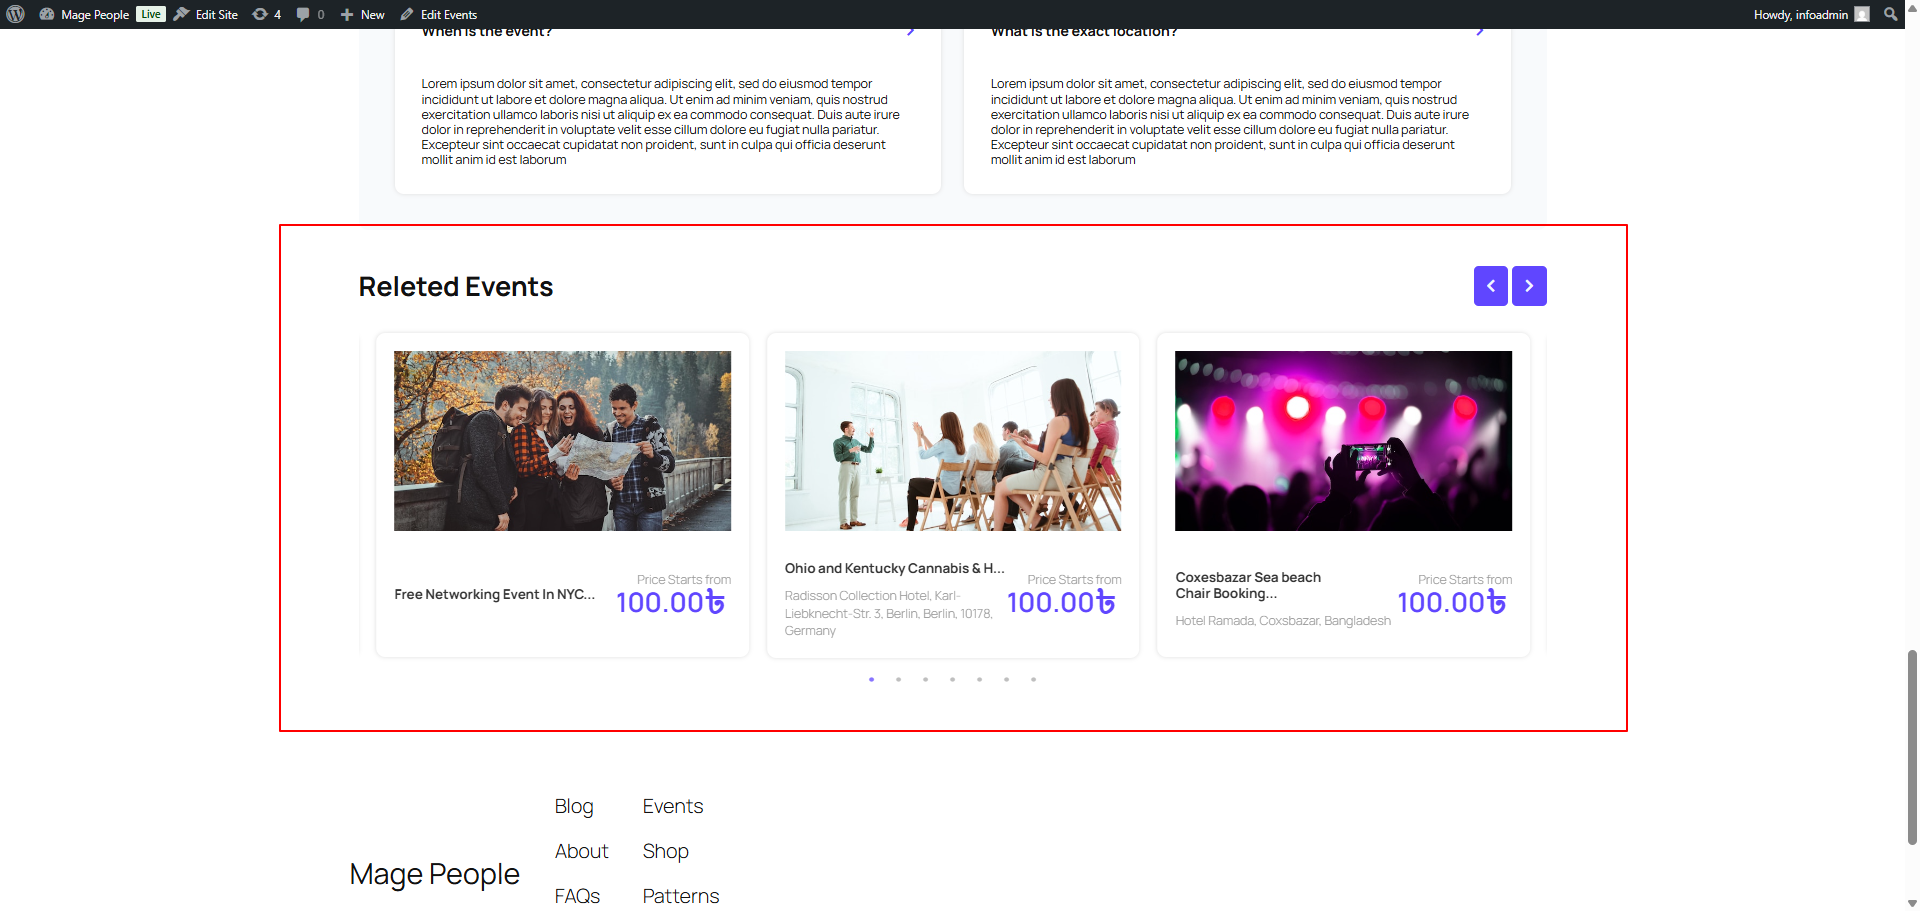 Mage People Live Edit Site 4 0 New Edit Events Howdy, infoadmin
When is the event?
Lorem ipsum dolor sit amet, consectetur adipiscing elit, sed do eiusmod tempor
incididunt ut labore et dolore magna aliqua. Ut enim ad minim veniam, quis nostrud
exercitation ullamco laboris nisi ut aliquip ex ea commodo consequat. Duis aute irure
dolor in reprehenderit in voluptate velit esse cillum dolore eu fugiat nulla pariatur.
Excepteur sint occaecat cupidatat non proident, sunt in culpa qui officia deserunt
mollit anim id est laborum
What is the exact location?
Lorem ipsum dolor sit amet, consectetur adipiscing elit, sed do eiusmod tempor
incididunt ut labore et dolore magna aliqua. Ut enim ad minim veniam, quis nostrud
exercitation ullamco laboris nisi ut aliquip ex ea commodo consequat. Duis aute irure
dolor in reprehenderit in voluptate velit esse cillum dolore eu fugiat nulla pariatur.
Excepteur sint occaecat cupidatat non proident, sunt in culpa qui officia deserunt
mollit anim id est laborum
Releted Events
Free Networking Event In NYC...
Price Starts from
100.00৳
Ohio and Kentucky Cannabis & H...
Radisson Collection Hotel, Karl-
Liebknecht-Str. 3, Berlin, Berlin, 10178,
Germany
Price Starts from
100.00৳
Coxesbazar Sea beach
Chair Booking...
Hotel Ramada, Coxsbazar, Bangladesh
Price Starts from
100.00৳
Mage People
Blog
About
FAQs
Events
Shop
Patterns